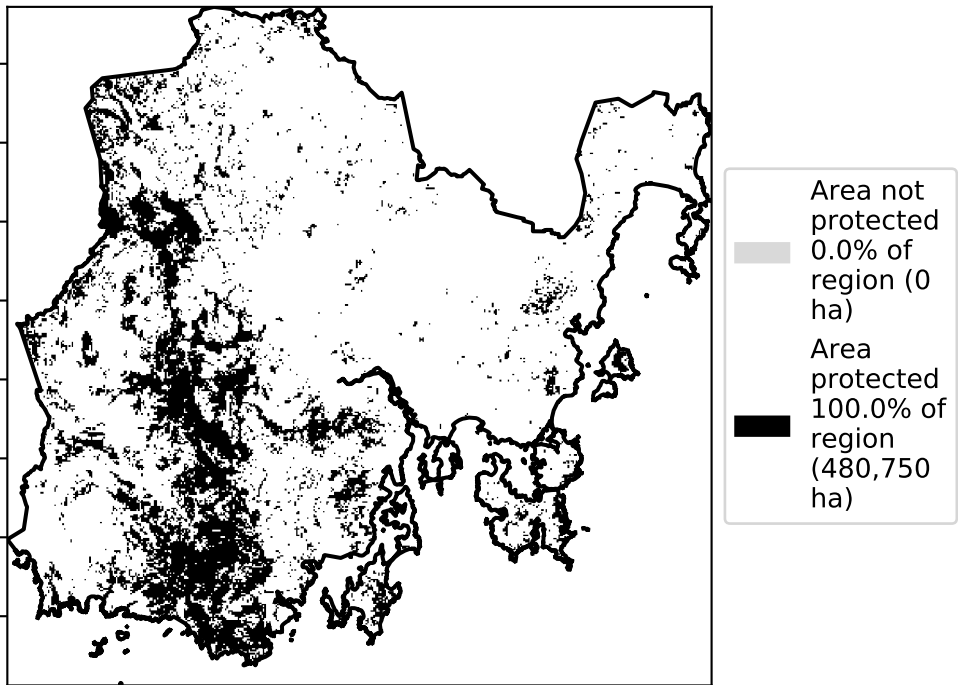 Area not
protected
0.0% of
region (0
ha)
Area
protected
100.0% of
region
(480,750
ha)